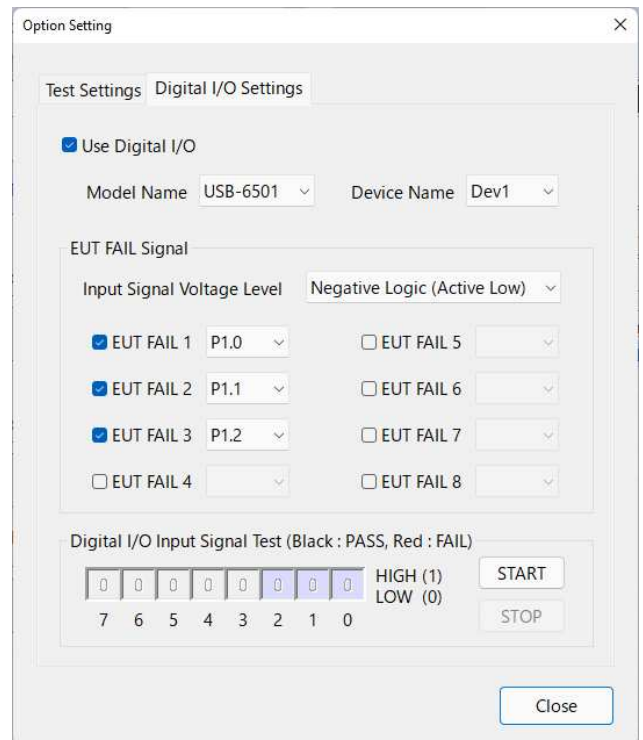 Option Setting
Test Settings Digital I/O Settings
Use Digital I/O
Model Name USB-6501 Device Name Dev1
EUT FAIL Signal
Input Signal Voltage Level Negative Logic (Active Low)
EUT FAIL 1 P1.0 EUT FAIL 5
EUT FAIL 2 P1.1 EUT FAIL 6
EUT FAIL 3 P1.2 EUT FAIL 7
EUT FAIL 4 EUT FAIL 8
Digital I/O Input Signal Test (Black : PASS, Red : FAIL)
0 0 0 0 0 0 0 0 HIGH (1) START
LOW (0)
7 6 5 4 3 2 1 0 STOP
Close